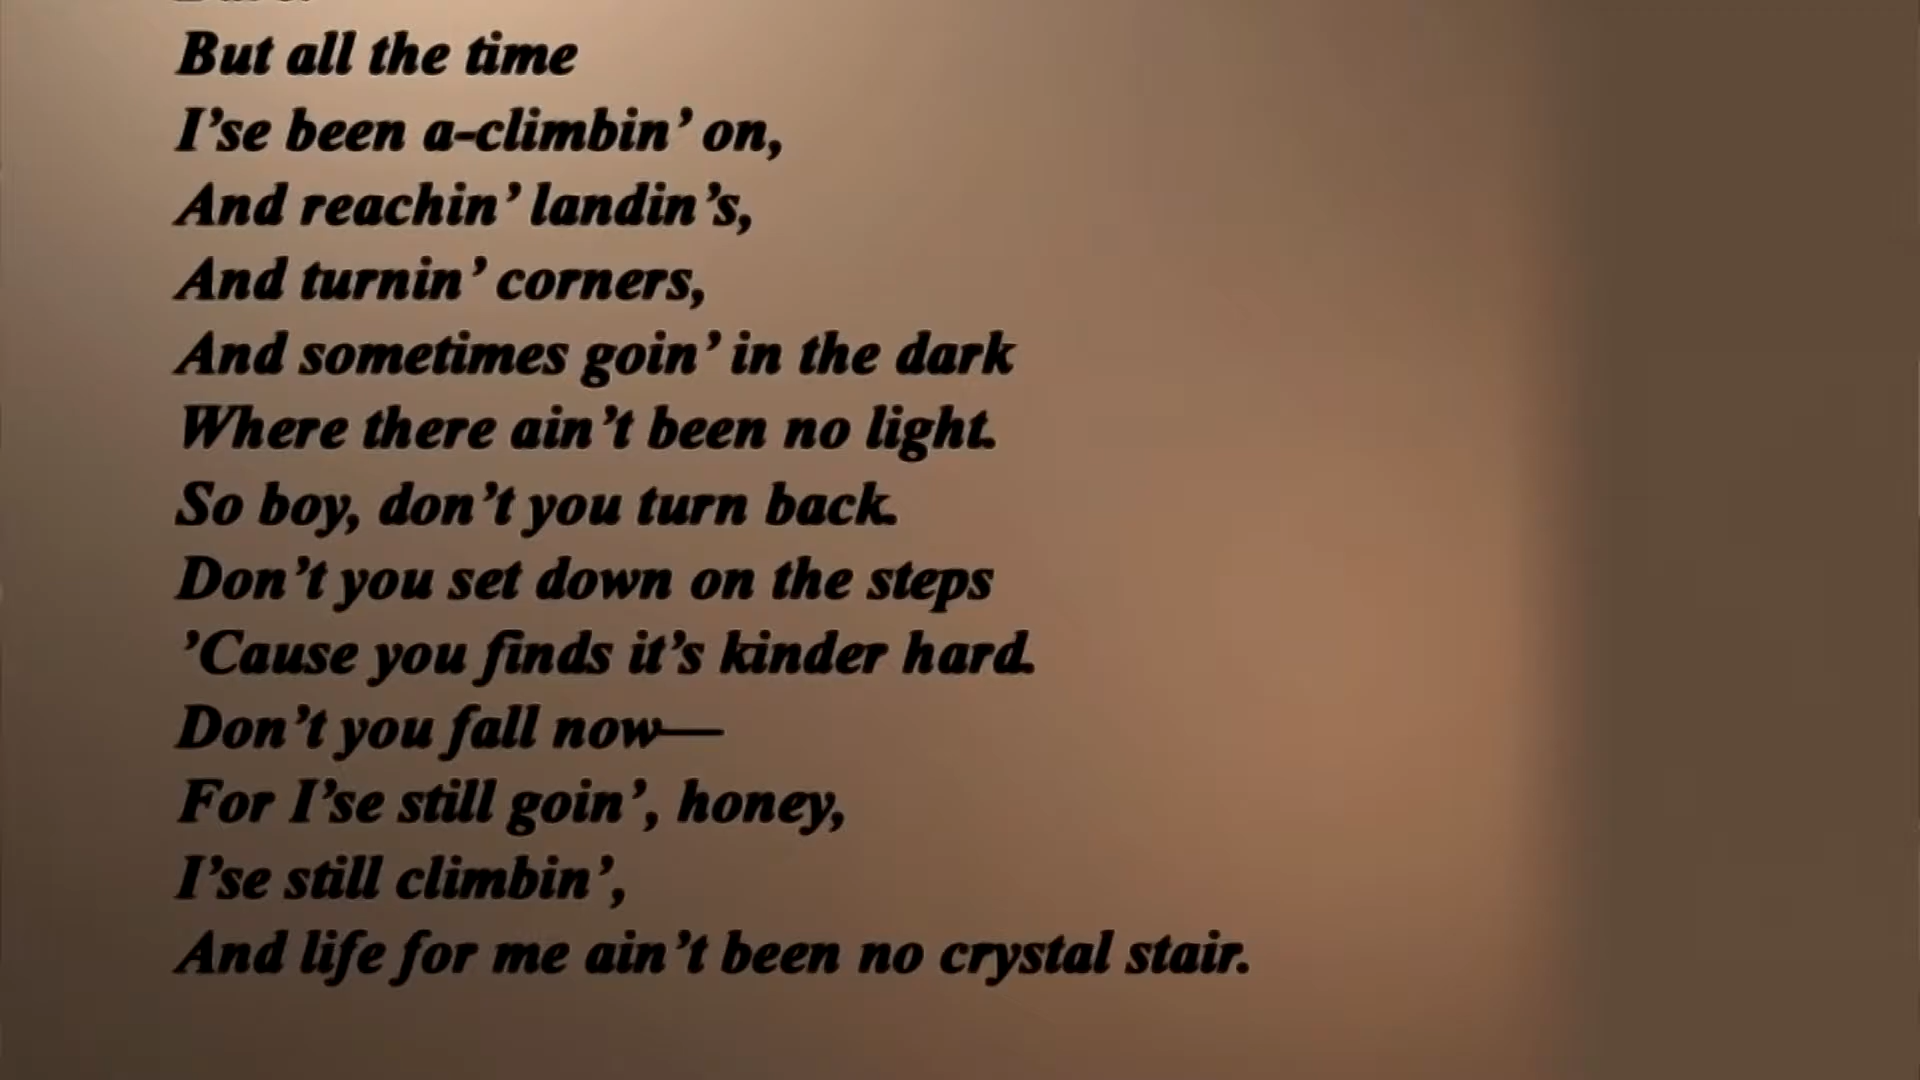 But all the time
I’se been a-climbin’ on,
And reachin’ landin’s,
And turnin’ corners,
And sometimes goin’ in the dark
Where there ain’t been no light.
So boy, don’t you turn back.
Don’t you set down on the steps
’Cause you finds it’s kinder hard.
Don’t you fall now—
For I’se still goin’, honey,
I’se still climbin’,
And life for me ain’t been no crystal stair.